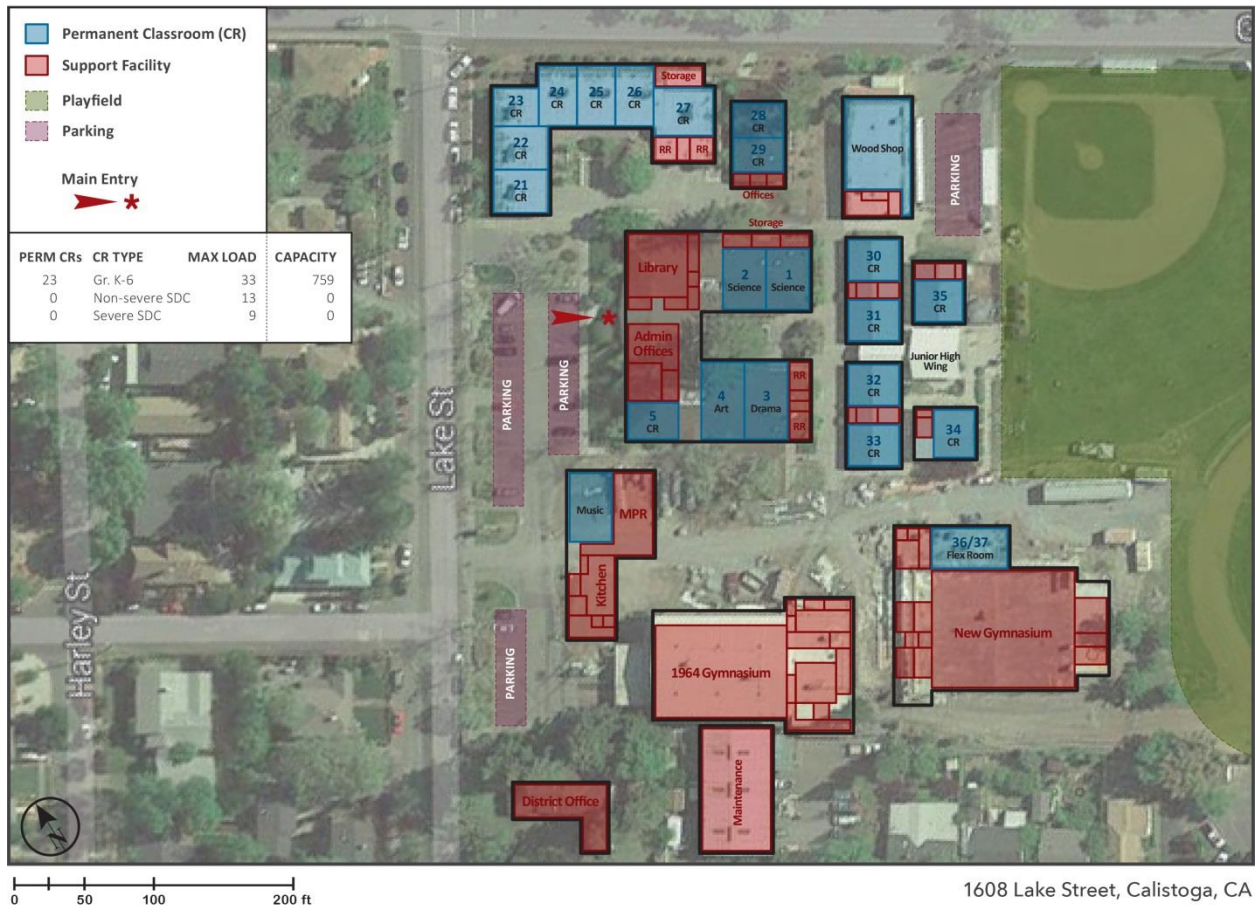 Permanent Classroom (CR)
Support Facility
Playfield
Parking
Main Entry
*
PERM CRs CR TYPE MAX LOAD CAPACITY
23 Gr. K-6 33 759
0 Non-severe SDC 13 0
0 Severe SDC 9 0
23
CR
24
CR
25
CR
26
CR
Storage
27
CR
RR RR
22
CR
21
CR
28
CR
29
CR
Offices
Wood Shop
PARKING
Storage
Library
2
Science
1
Science
30
CR
31
CR
35
CR
Junior High
Wing
*
Admin
Offices
PARKING
PARKING
5
CR
4
Art
3
Drama
RR
RR
32
CR
33
CR
34
CR
Lake St
Music
MPR
Kitchen
36/37
Flex Room
New Gymnasium
1964 Gymnasium
PARKING
Harley St
Maintenance
District Office
N
0 50 100 200 ft
1608 Lake Street, Calistoga, CA